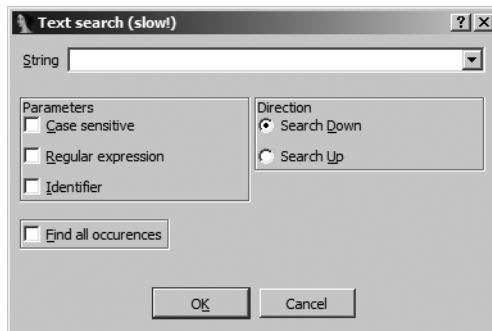 Text search (slow!)
String
Parameters
Case sensitive
Regular expression
Identifier
Direction
Search Down
Search Up
Find all occurences
OK
Cancel